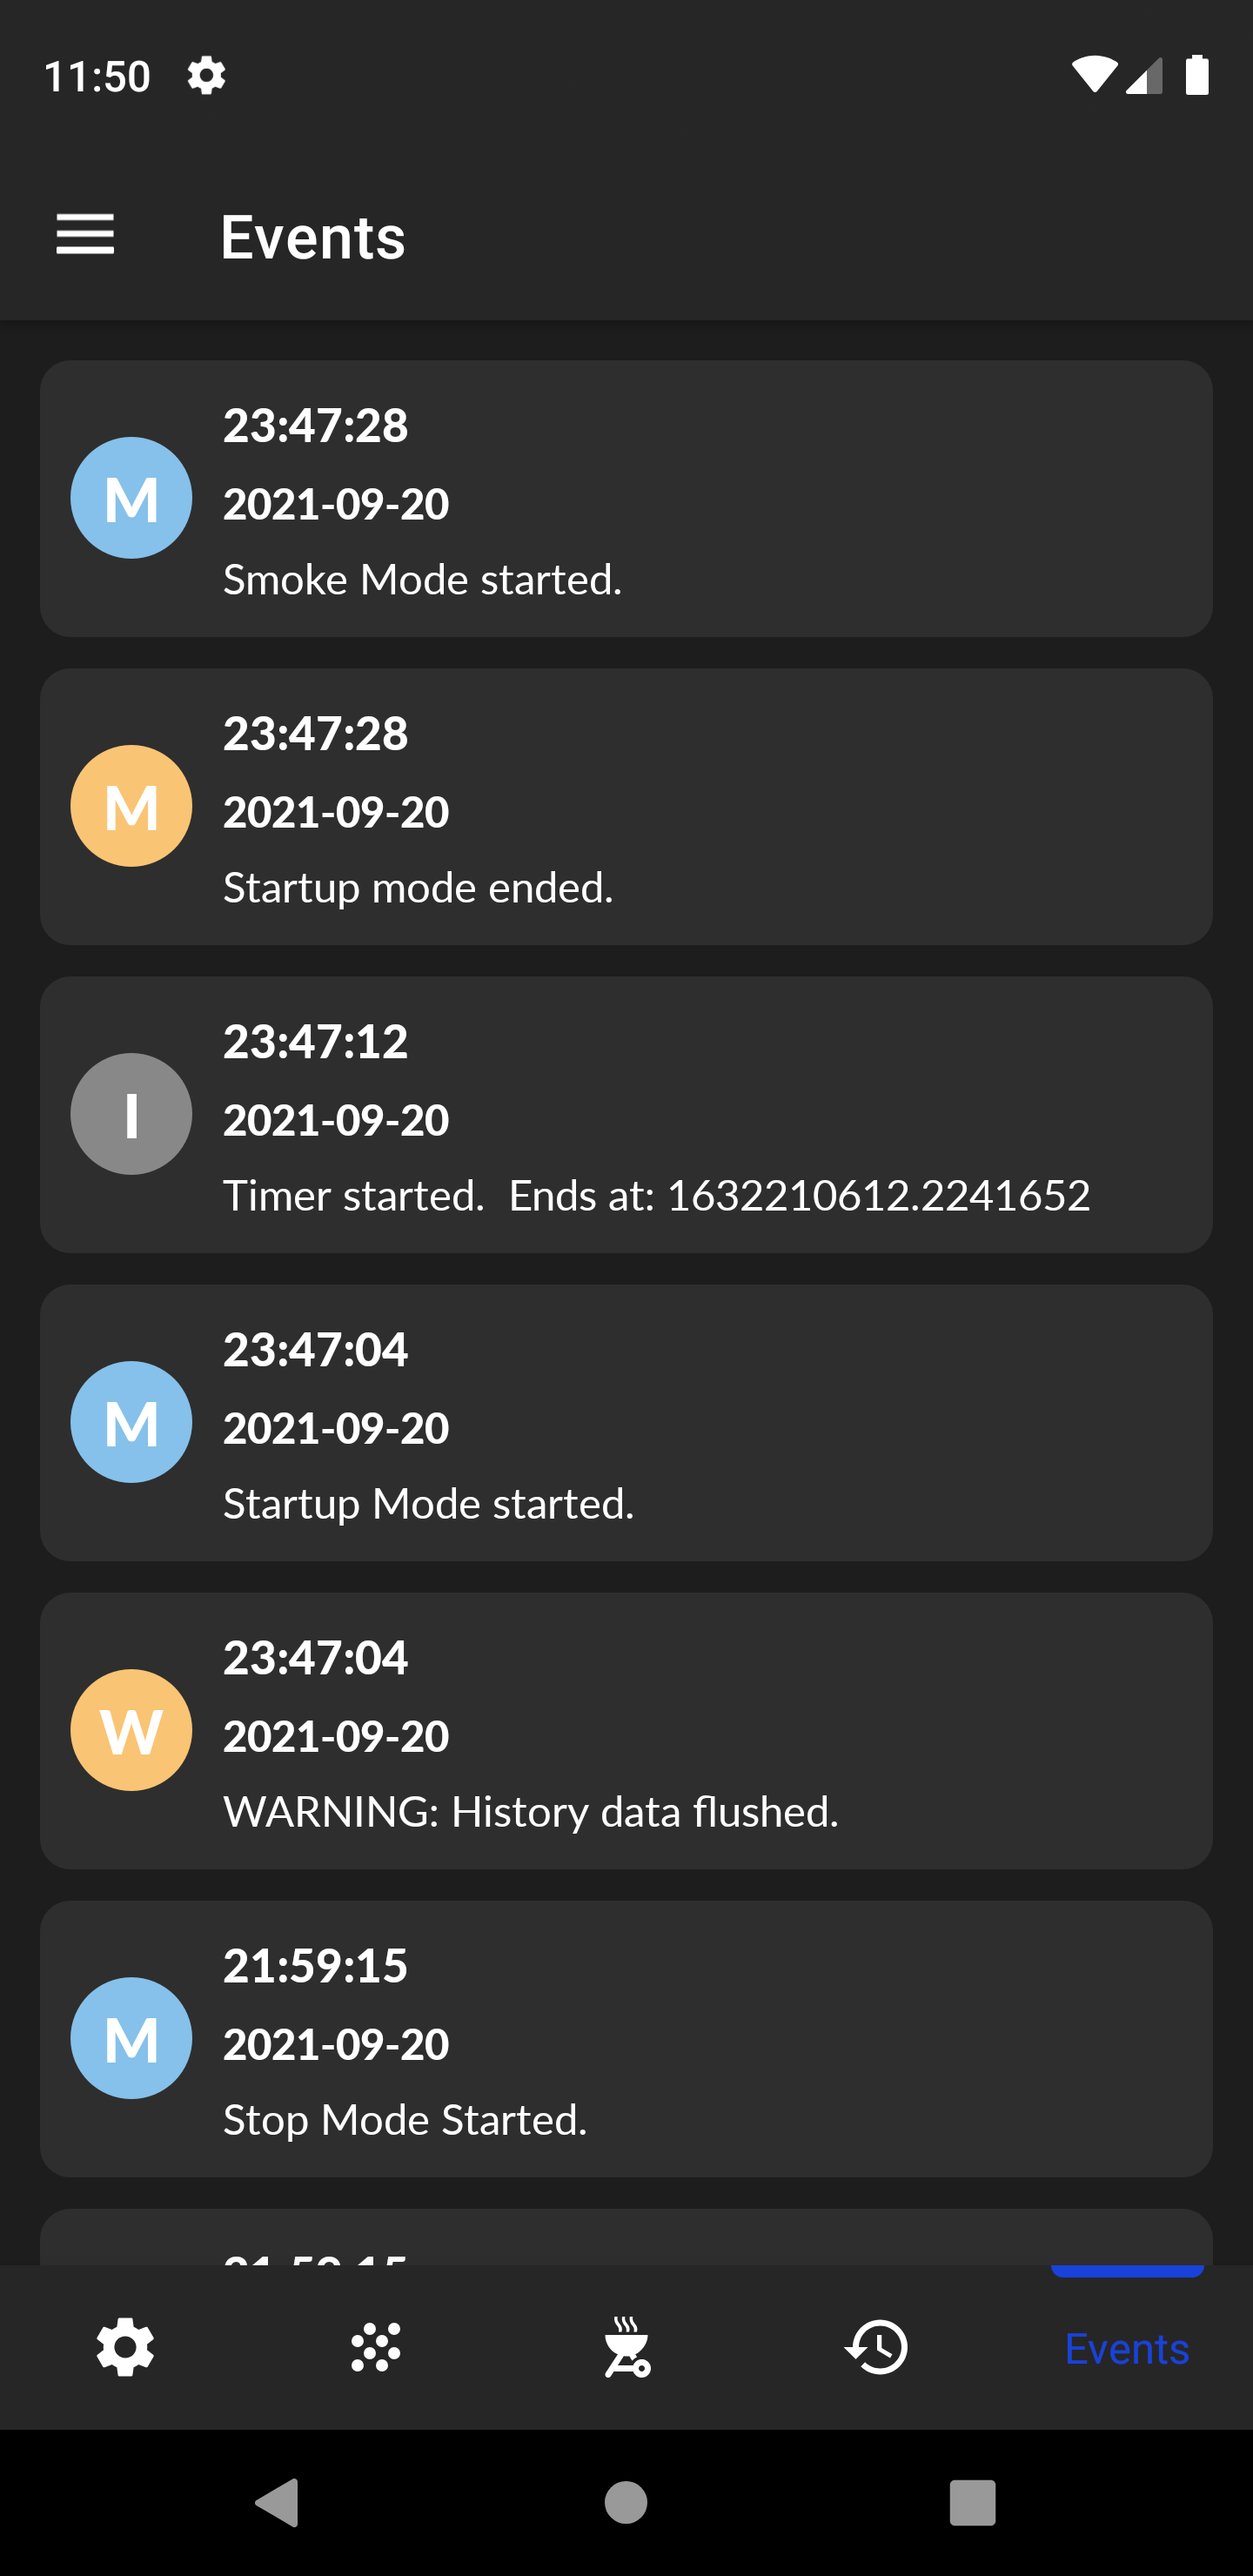 11:50
Events
23:47:28
2021-09-20
M
Smoke Mode started.
23:47:28
2021-09-20
M
Startup mode ended.
23:47:12
2021-09-20
I
Timer started.  Ends at: 1632210612.2241652
23:47:04
2021-09-20
M
Startup Mode started.
23:47:04
2021-09-20
W
WARNING: History data flushed.
21:59:15
2021-09-20
M
Stop Mode Started.
21:59:15
Events